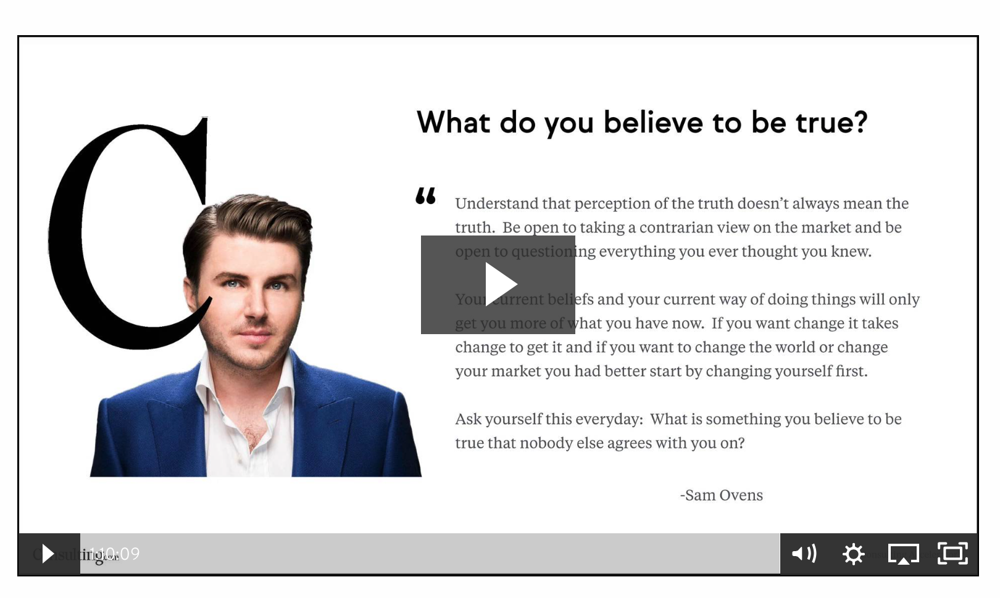 C
What do you believe to be true?
“
Understand that perception of the truth doesn’t always mean the
truth.  Be open to taking a contrarian view on the market and be
open to questioning everything you ever thought you knew.
Your current beliefs and your current way of doing things will only
get you more of what you have now.  If you want change it takes
change to get it and if you want to change the world or change
your market you had better start by changing yourself first.
Ask yourself this everyday:  What is something you believe to be
true that nobody else agrees with you on?
-Sam Ovens
Consulting.com
1:10:09